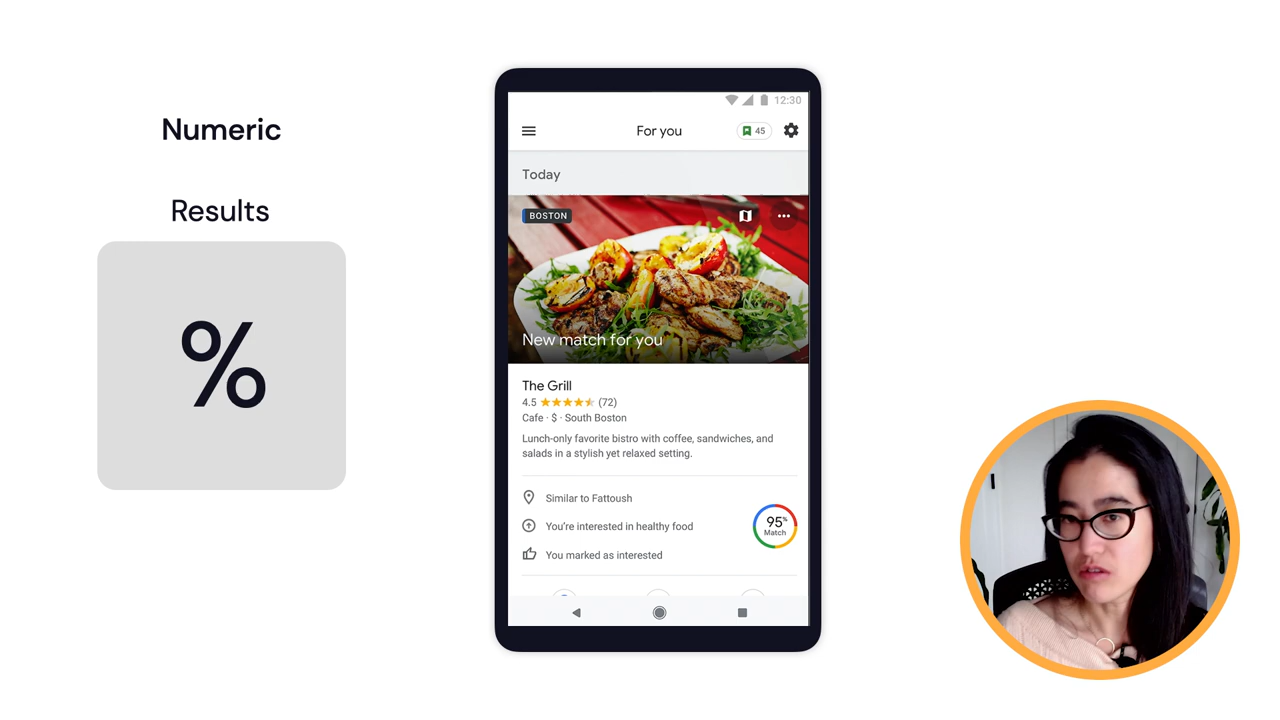 Numeric
Results
%
12:30
For you
45
Today
BOSTON
New match for you
The Grill
4.5 (72)
Cafe · $ · South Boston
Lunch-only favorite bistro with coffee, sandwiches, and
salads in a stylish yet relaxed setting.
Similar to Fattoush
You're interested in healthy food
You marked as interested
95%
Match